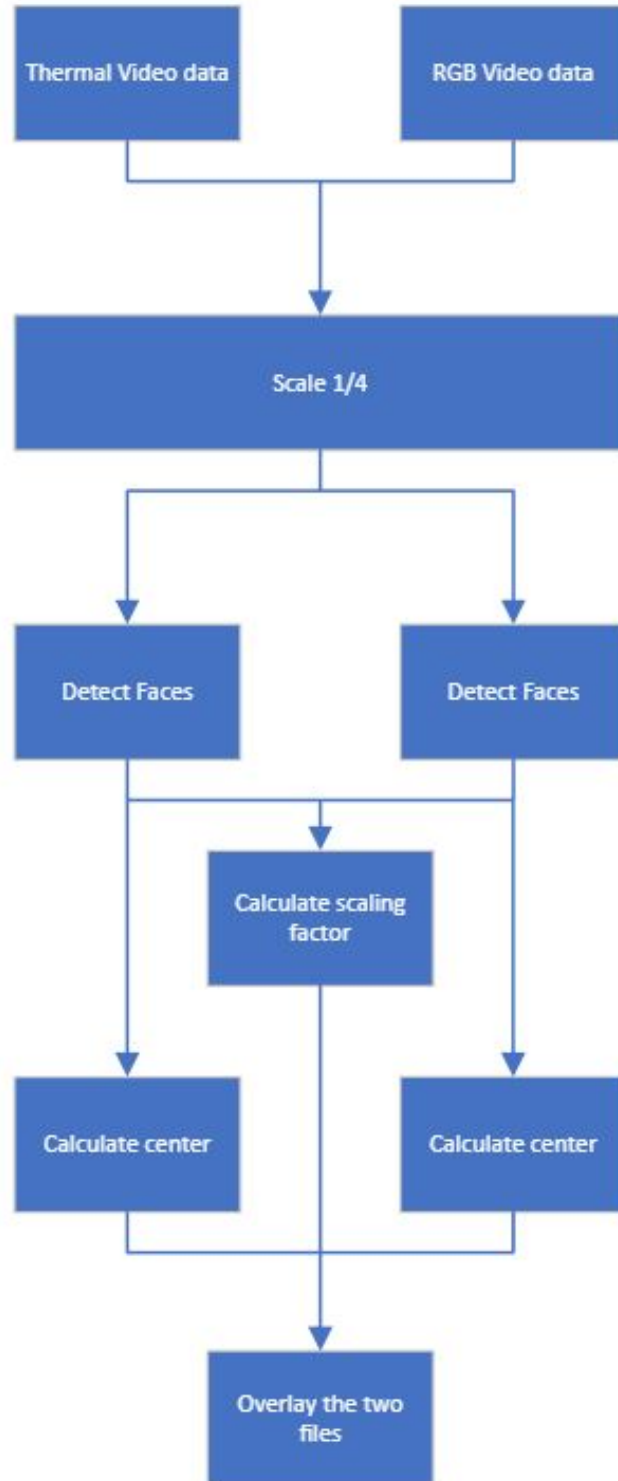 Thermal Video data
RGB Video data
Scale 1/4
Detect Faces
Detect Faces
Calculate scaling
factor
Calculate center
Calculate center
Overlay the two
files